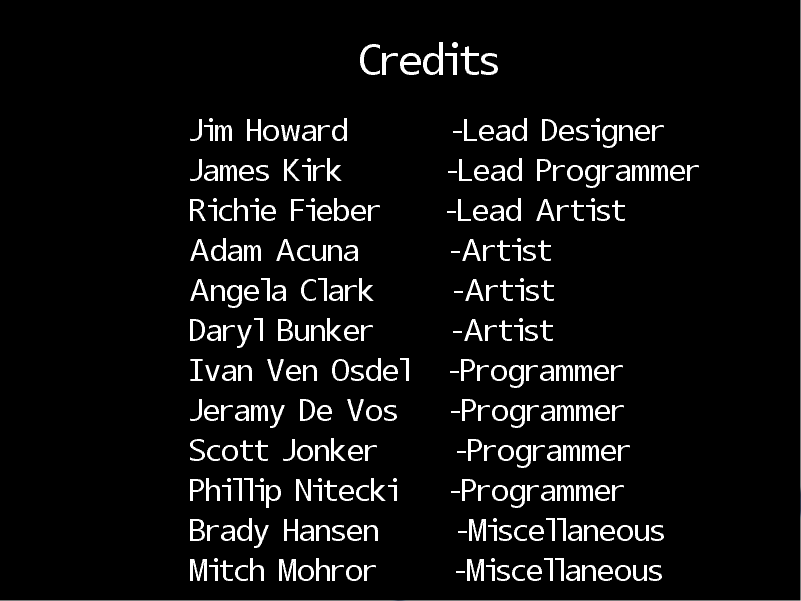 Credits
Jim Howard -Lead Designer
James Kirk -Lead Programmer
Richie Fieber -Lead Artist
Adam Acuna -Artist
Angela Clark -Artist
Daryl Bunker -Artist
Ivan Ven Osdel -Programmer
Jeramy De Vos -Programmer
Scott Jonker -Programmer
Phillip Nitecki -Programmer
Brady Hansen -Miscellaneous
Mitch Mohror -Miscellaneous